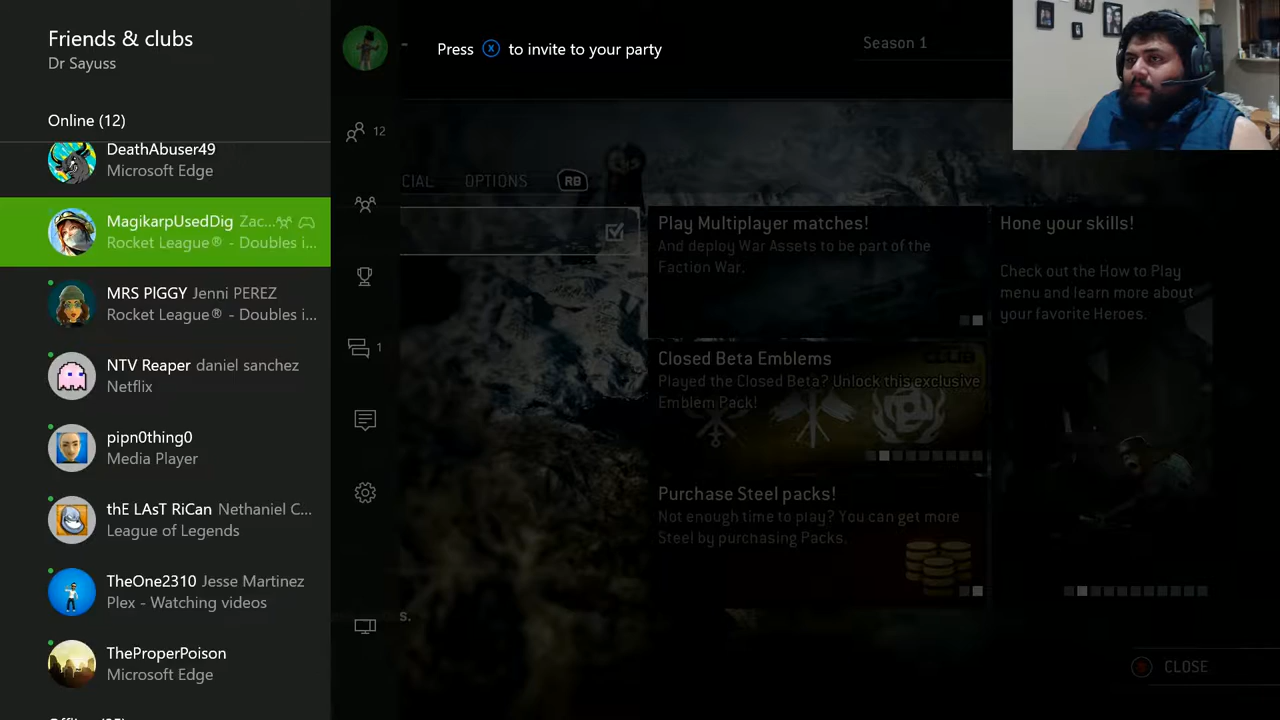 Friends & clubs
Dr Sayuss
Online (12)
DeathAbuser49
Microsoft Edge
MagikarpUsedDig Zac...
Rocket League® - Doubles i...
MRS PIGGY Jenni PEREZ
Rocket League® - Doubles i...
NTV Reaper daniel sanchez
Netflix
pipn0thing0
Media Player
thE LAsT RiCan Nethaniel C...
League of Legends
TheOne2310 Jesse Martinez
Plex - Watching videos
TheProperPoison
Microsoft Edge
12
1
Press X to invite to your party
Season 1
CIAL
OPTIONS
RB
Play Multiplayer matches!
And deploy War Assets to be part of the
Faction War.
Closed Beta Emblems
Played the Closed Beta? Unlock this exclusive
Emblem Pack!
Purchase Steel packs!
Not enough time to play? You can get more
Steel by purchasing Packs.
Hone your skills!
Check out the How to Play
menu and learn more about
your favorite Heroes.
s.
CLOSE